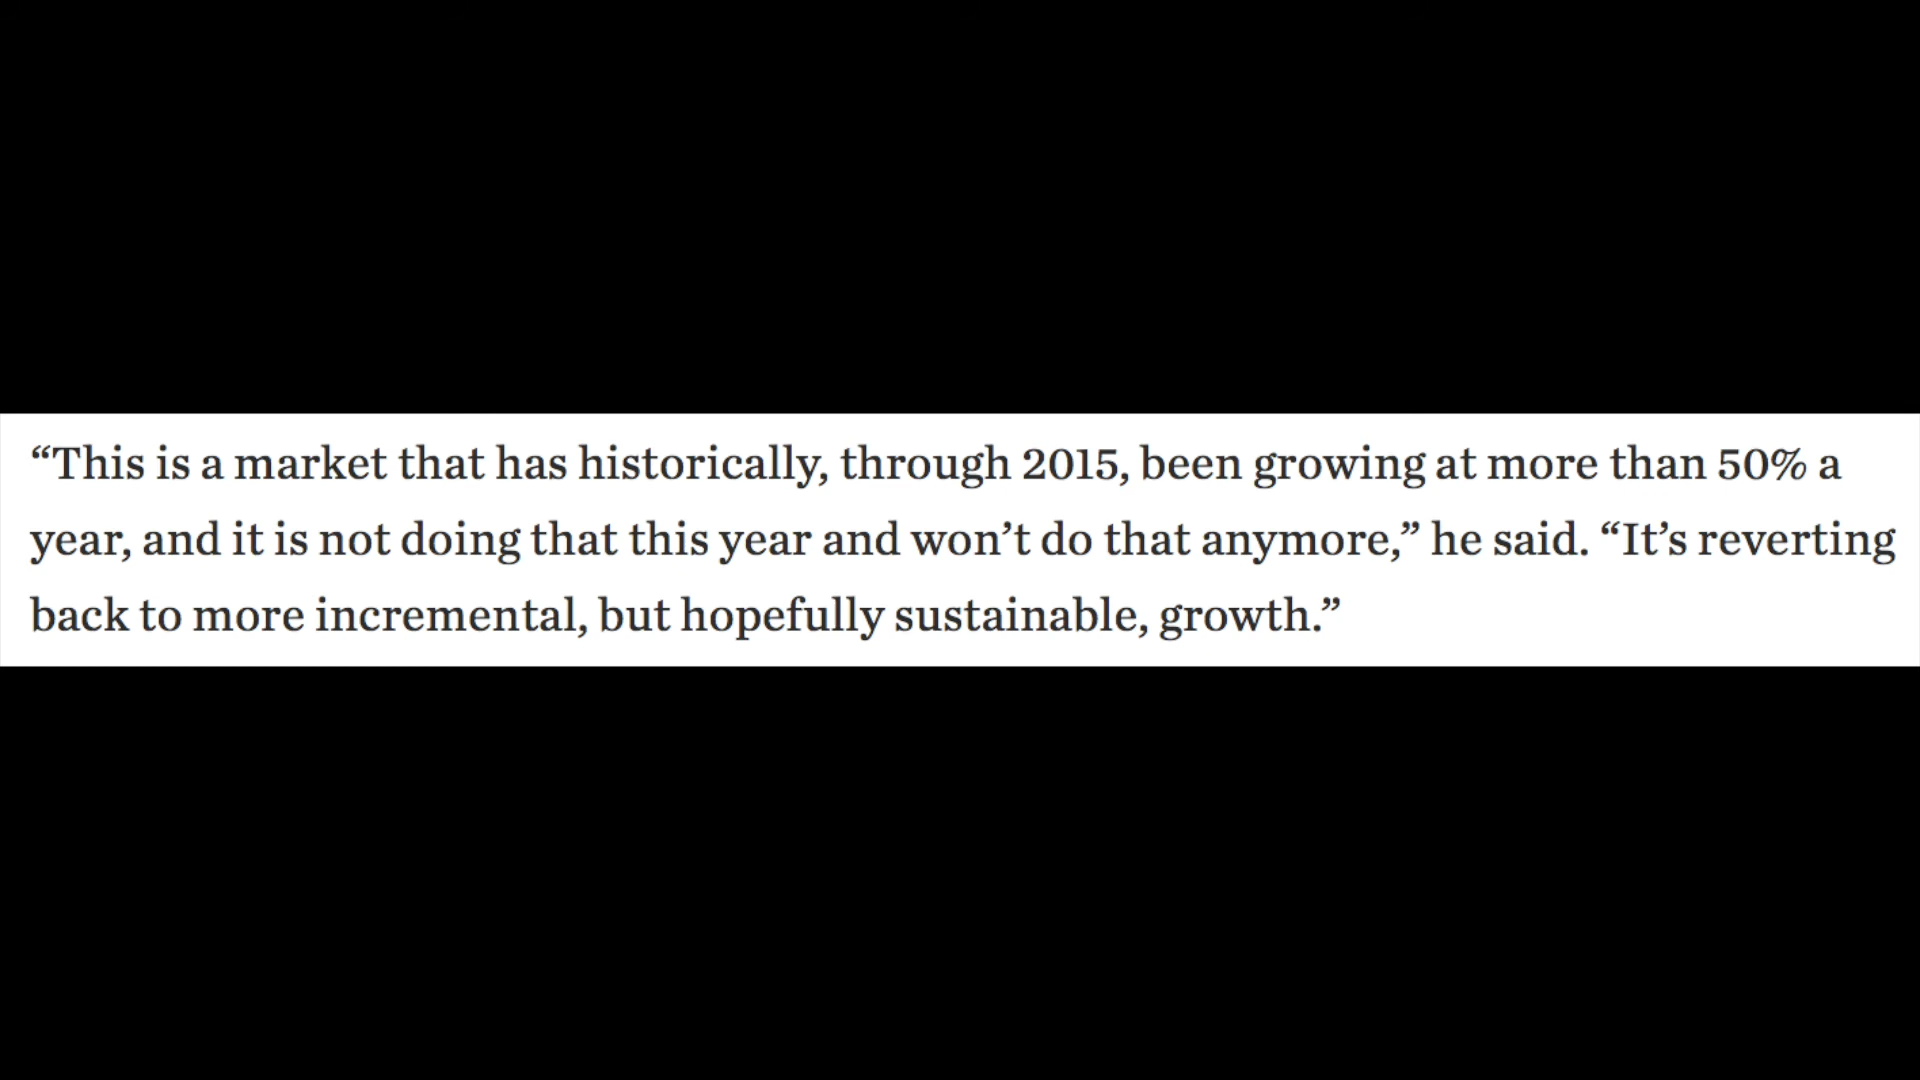 “This is a market that has historically, through 2015, been growing at more than 50% a
year, and it is not doing that this year and won’t do that anymore,” he said. “It’s reverting
back to more incremental, but hopefully sustainable, growth.”